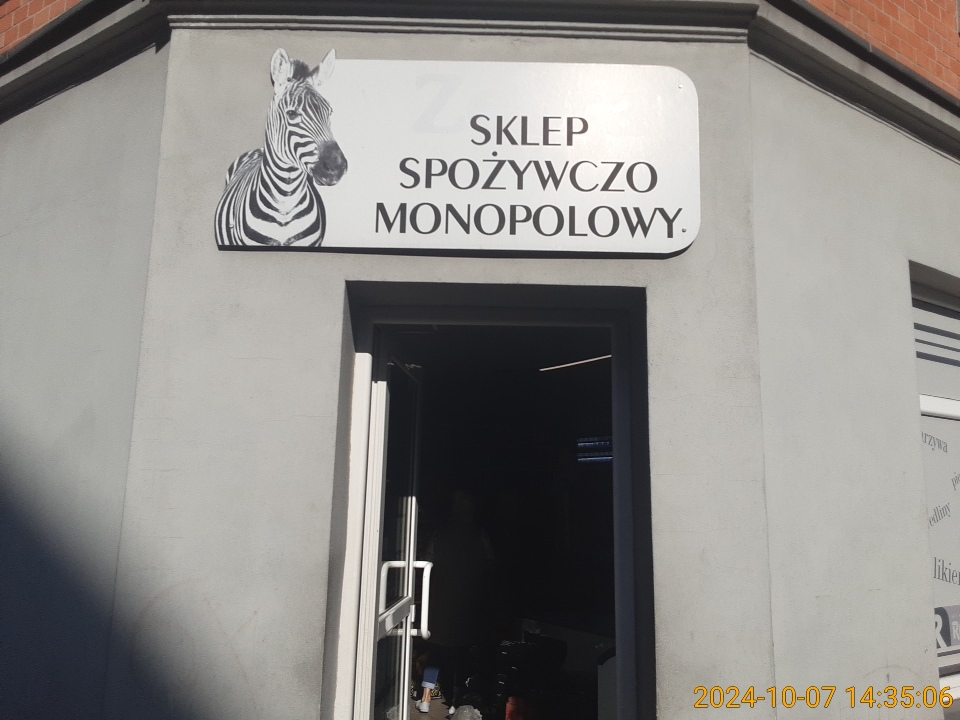 SKLEP
SPOŻYWCZO
MONOPOLOWY
likier
R
2024-10-07 14:35:06